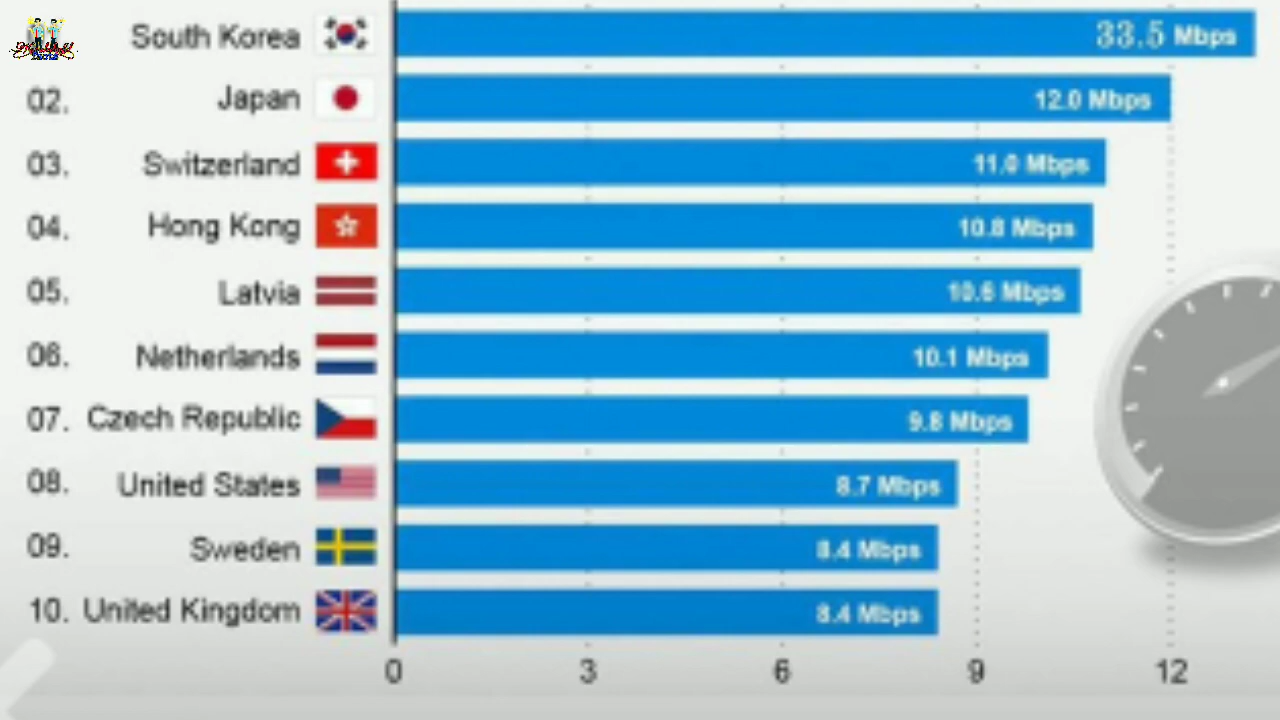 South Korea 33.5 Mbps
02. Japan 12.0 Mbps
03. Switzerland 11.0 Mbps
04. Hong Kong 10.8 Mbps
05. Latvia 10.6 Mbps
06. Netherlands 10.1 Mbps
07. Czech Republic 9.8 Mbps
08. United States 8.7 Mbps
09. Sweden 8.4 Mbps
10. United Kingdom 8.4 Mbps
0 3 6 9 12